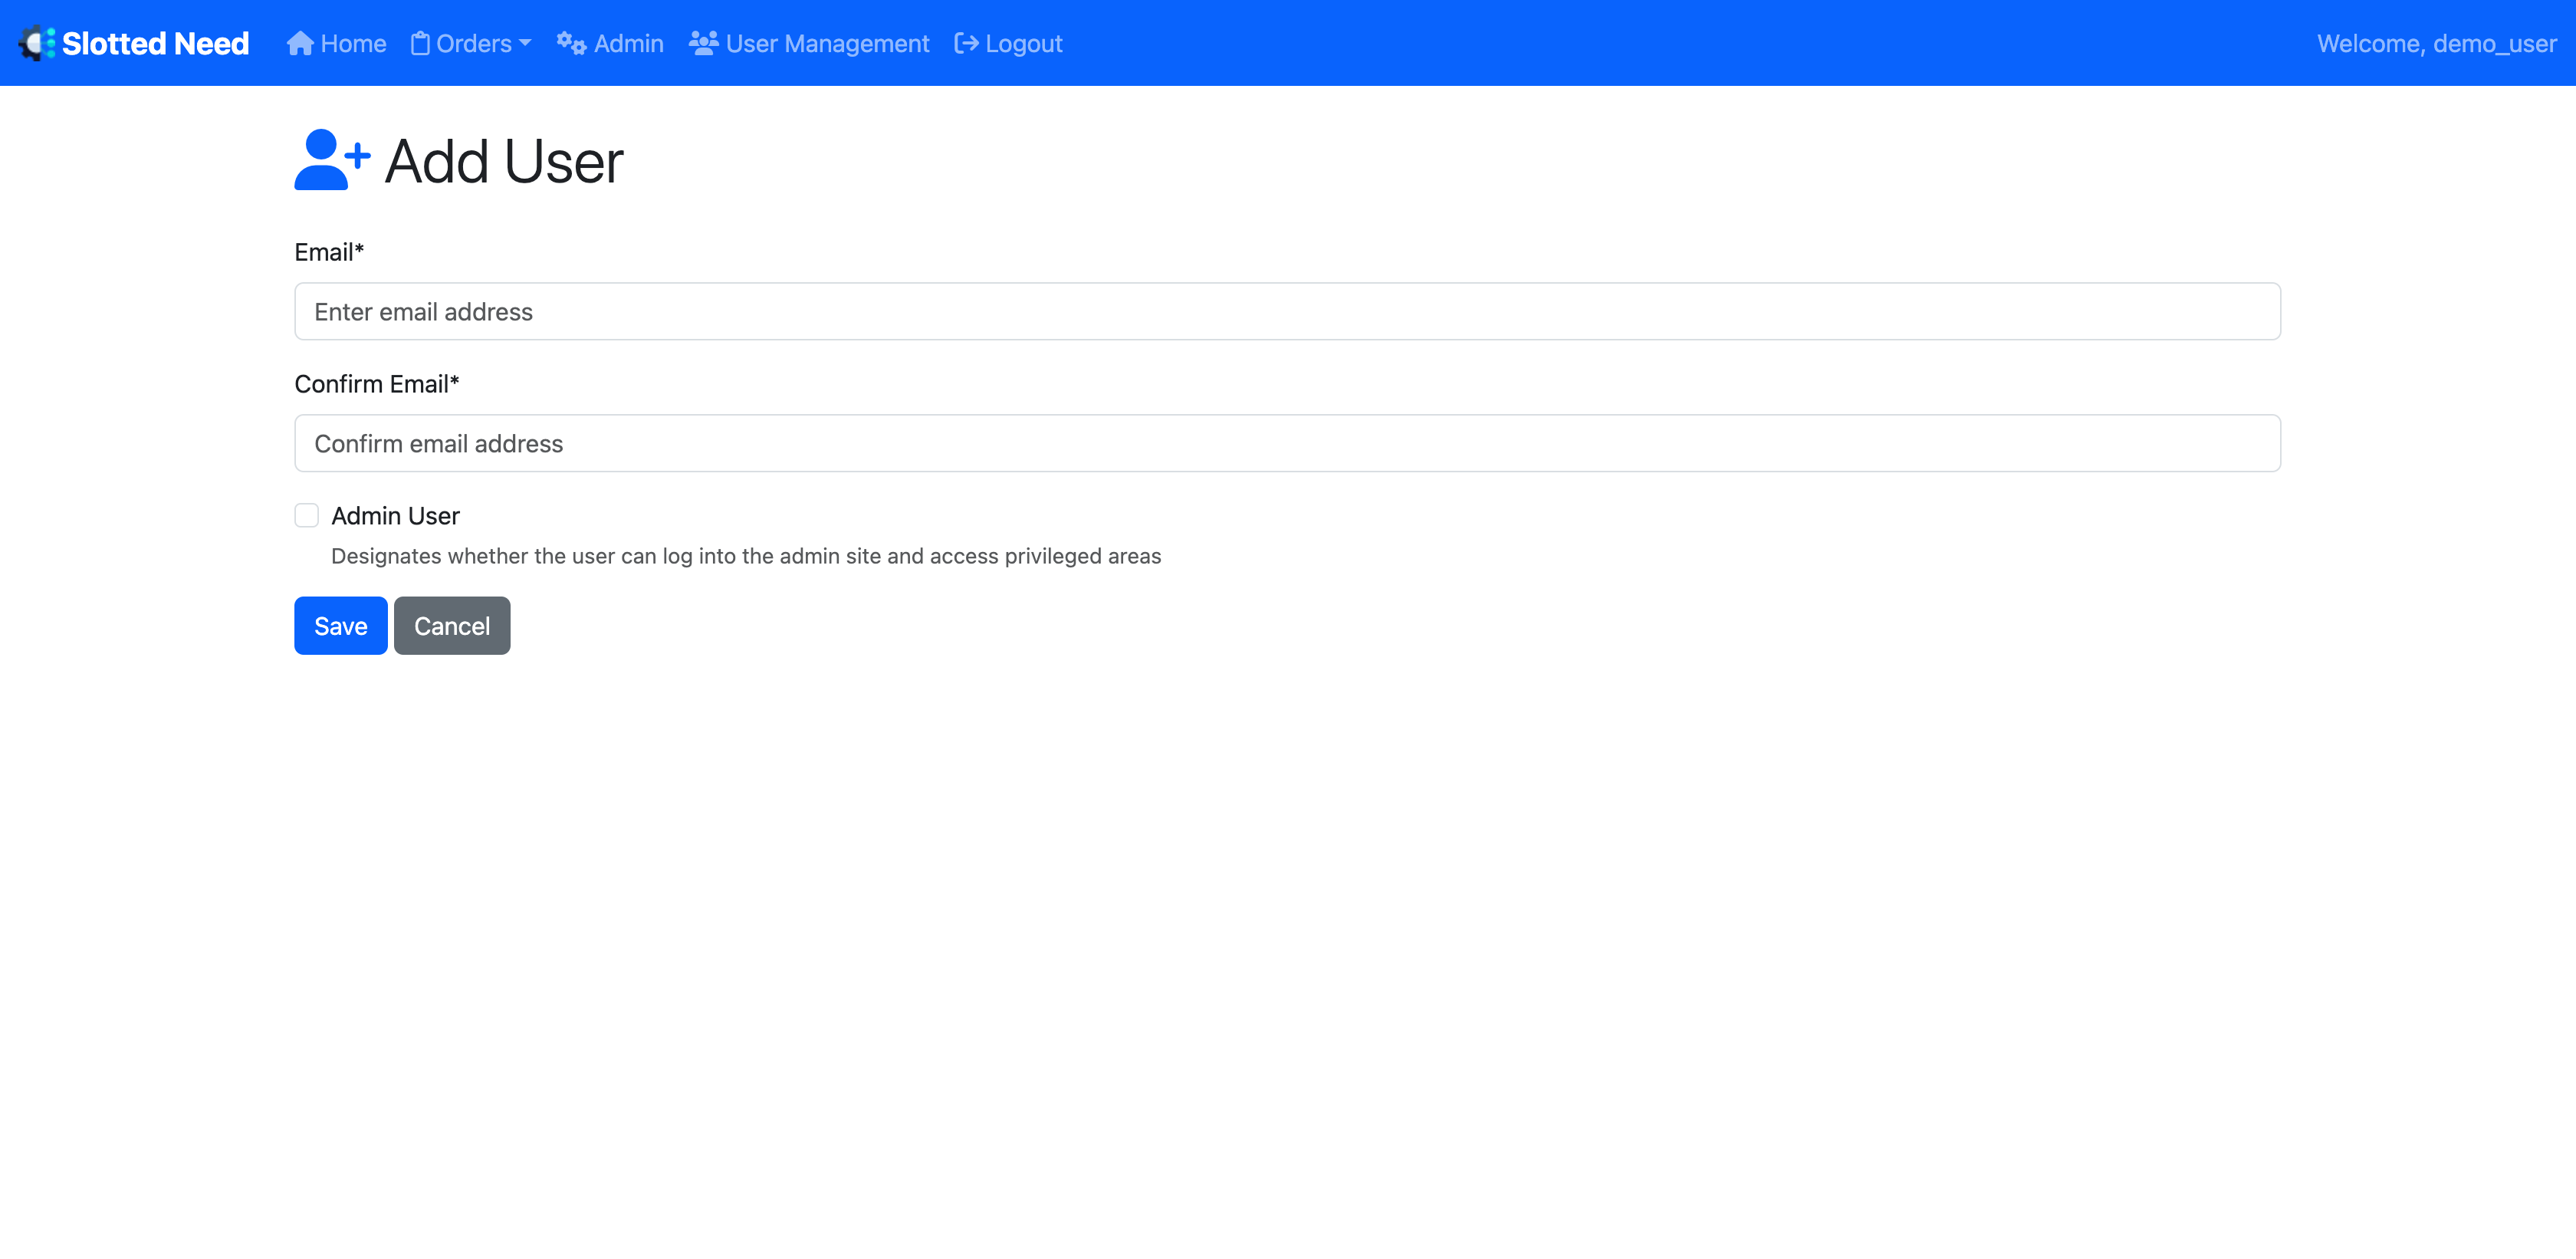 Slotted Need Home Orders Admin User Management Logout Welcome, demo_user
Add User
Email*
Enter email address
Confirm Email*
Confirm email address
Admin User
Designates whether the user can log into the admin site and access privileged areas
Save Cancel